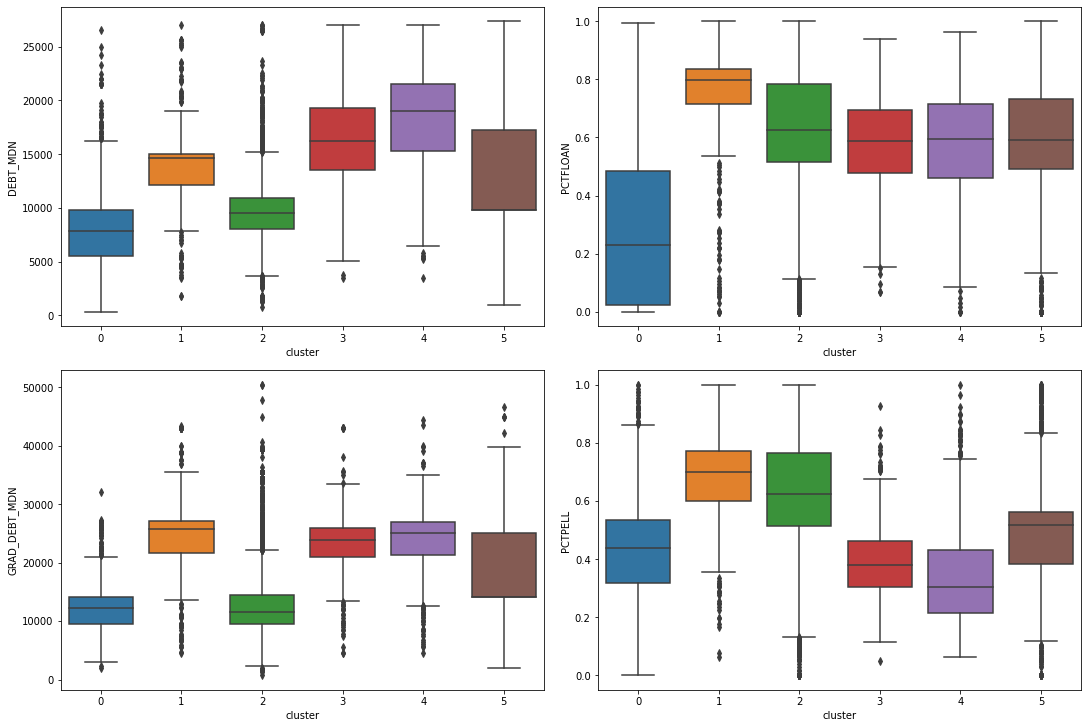 DEBT_MDN
25000
20000
15000
10000
5000
0
0 1 2 3 4 5
cluster
PCTFLOAN
1.0
0.8
0.6
0.4
0.2
0.0
0 1 2 3 4 5
cluster
GRAD_DEBT_MDN
50000
40000
30000
20000
10000
0
0 1 2 3 4 5
cluster
PCTPELL
1.0
0.8
0.6
0.4
0.2
0.0
0 1 2 3 4 5
cluster